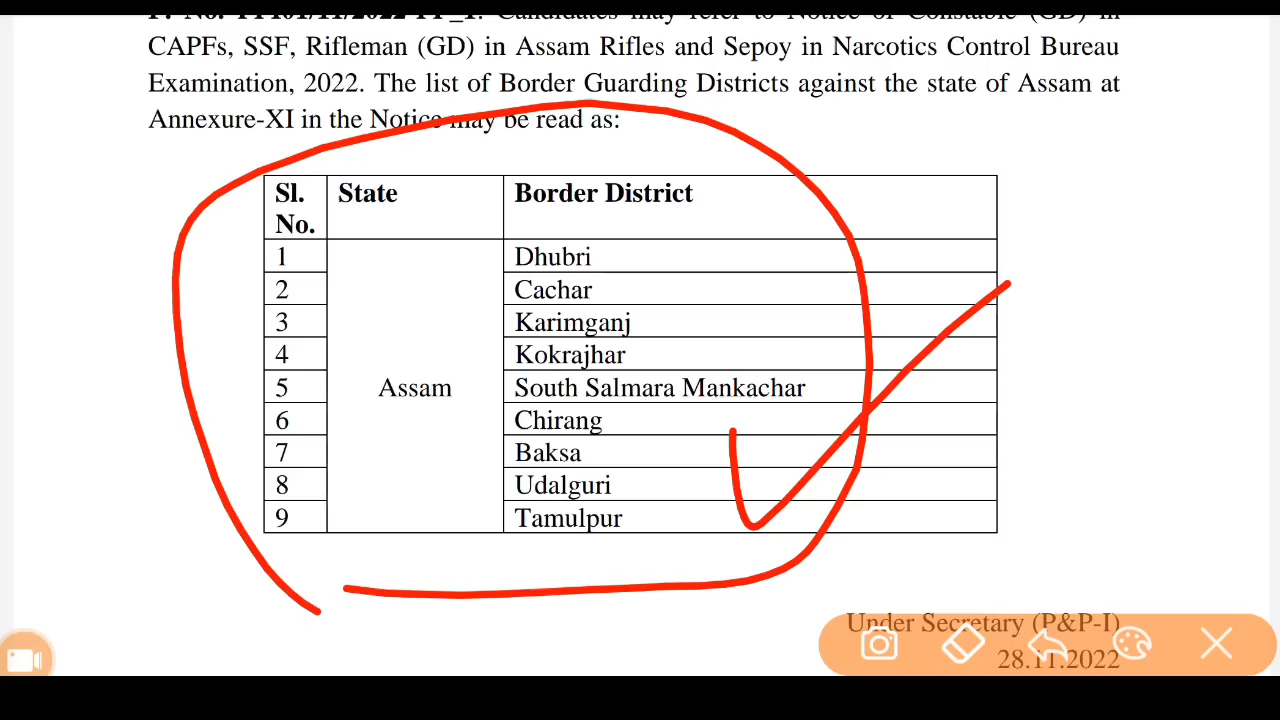 CAPFs, SSF, Rifleman (GD) in Assam Rifles and Sepoy in Narcotics Control Bureau
Examination, 2022. The list of Border Guarding Districts against the state of Assam at
Annexure-XI in the Notice may be read as:
Sl. No. State Border District
1 Dhubri
2 Cachar
3 Karimganj
4 Kokrajhar
5 Assam South Salmara Mankachar
6 Chirang
7 Baksa
8 Udalguri
9 Tamulpur
Under Secretary (P&P-I)
28.11.2022